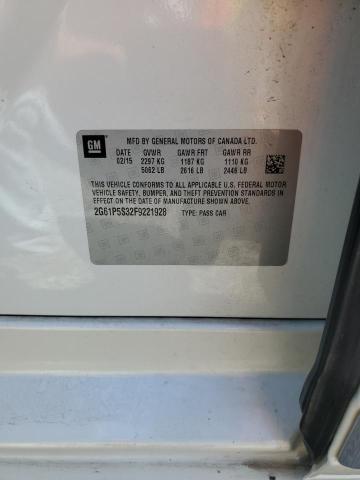 GM
MFD BY GENERAL MOTORS OF CANADA LTD.
DATE GVWR GAWR FRT GAWR RR
02/15 2297 KG 1187 KG 1110 KG
5062 LB 2616 LB 2446 LB
THIS VEHICLE CONFORMS TO ALL APPLICABLE U.S. FEDERAL MOTOR
VEHICLE SAFETY, BUMPER, AND THEFT PREVENTION STANDARDS IN
EFFECT ON THE DATE OF MANUFACTURE SHOWN ABOVE.
2G61P5S32F9221928 TYPE: PASS CAR